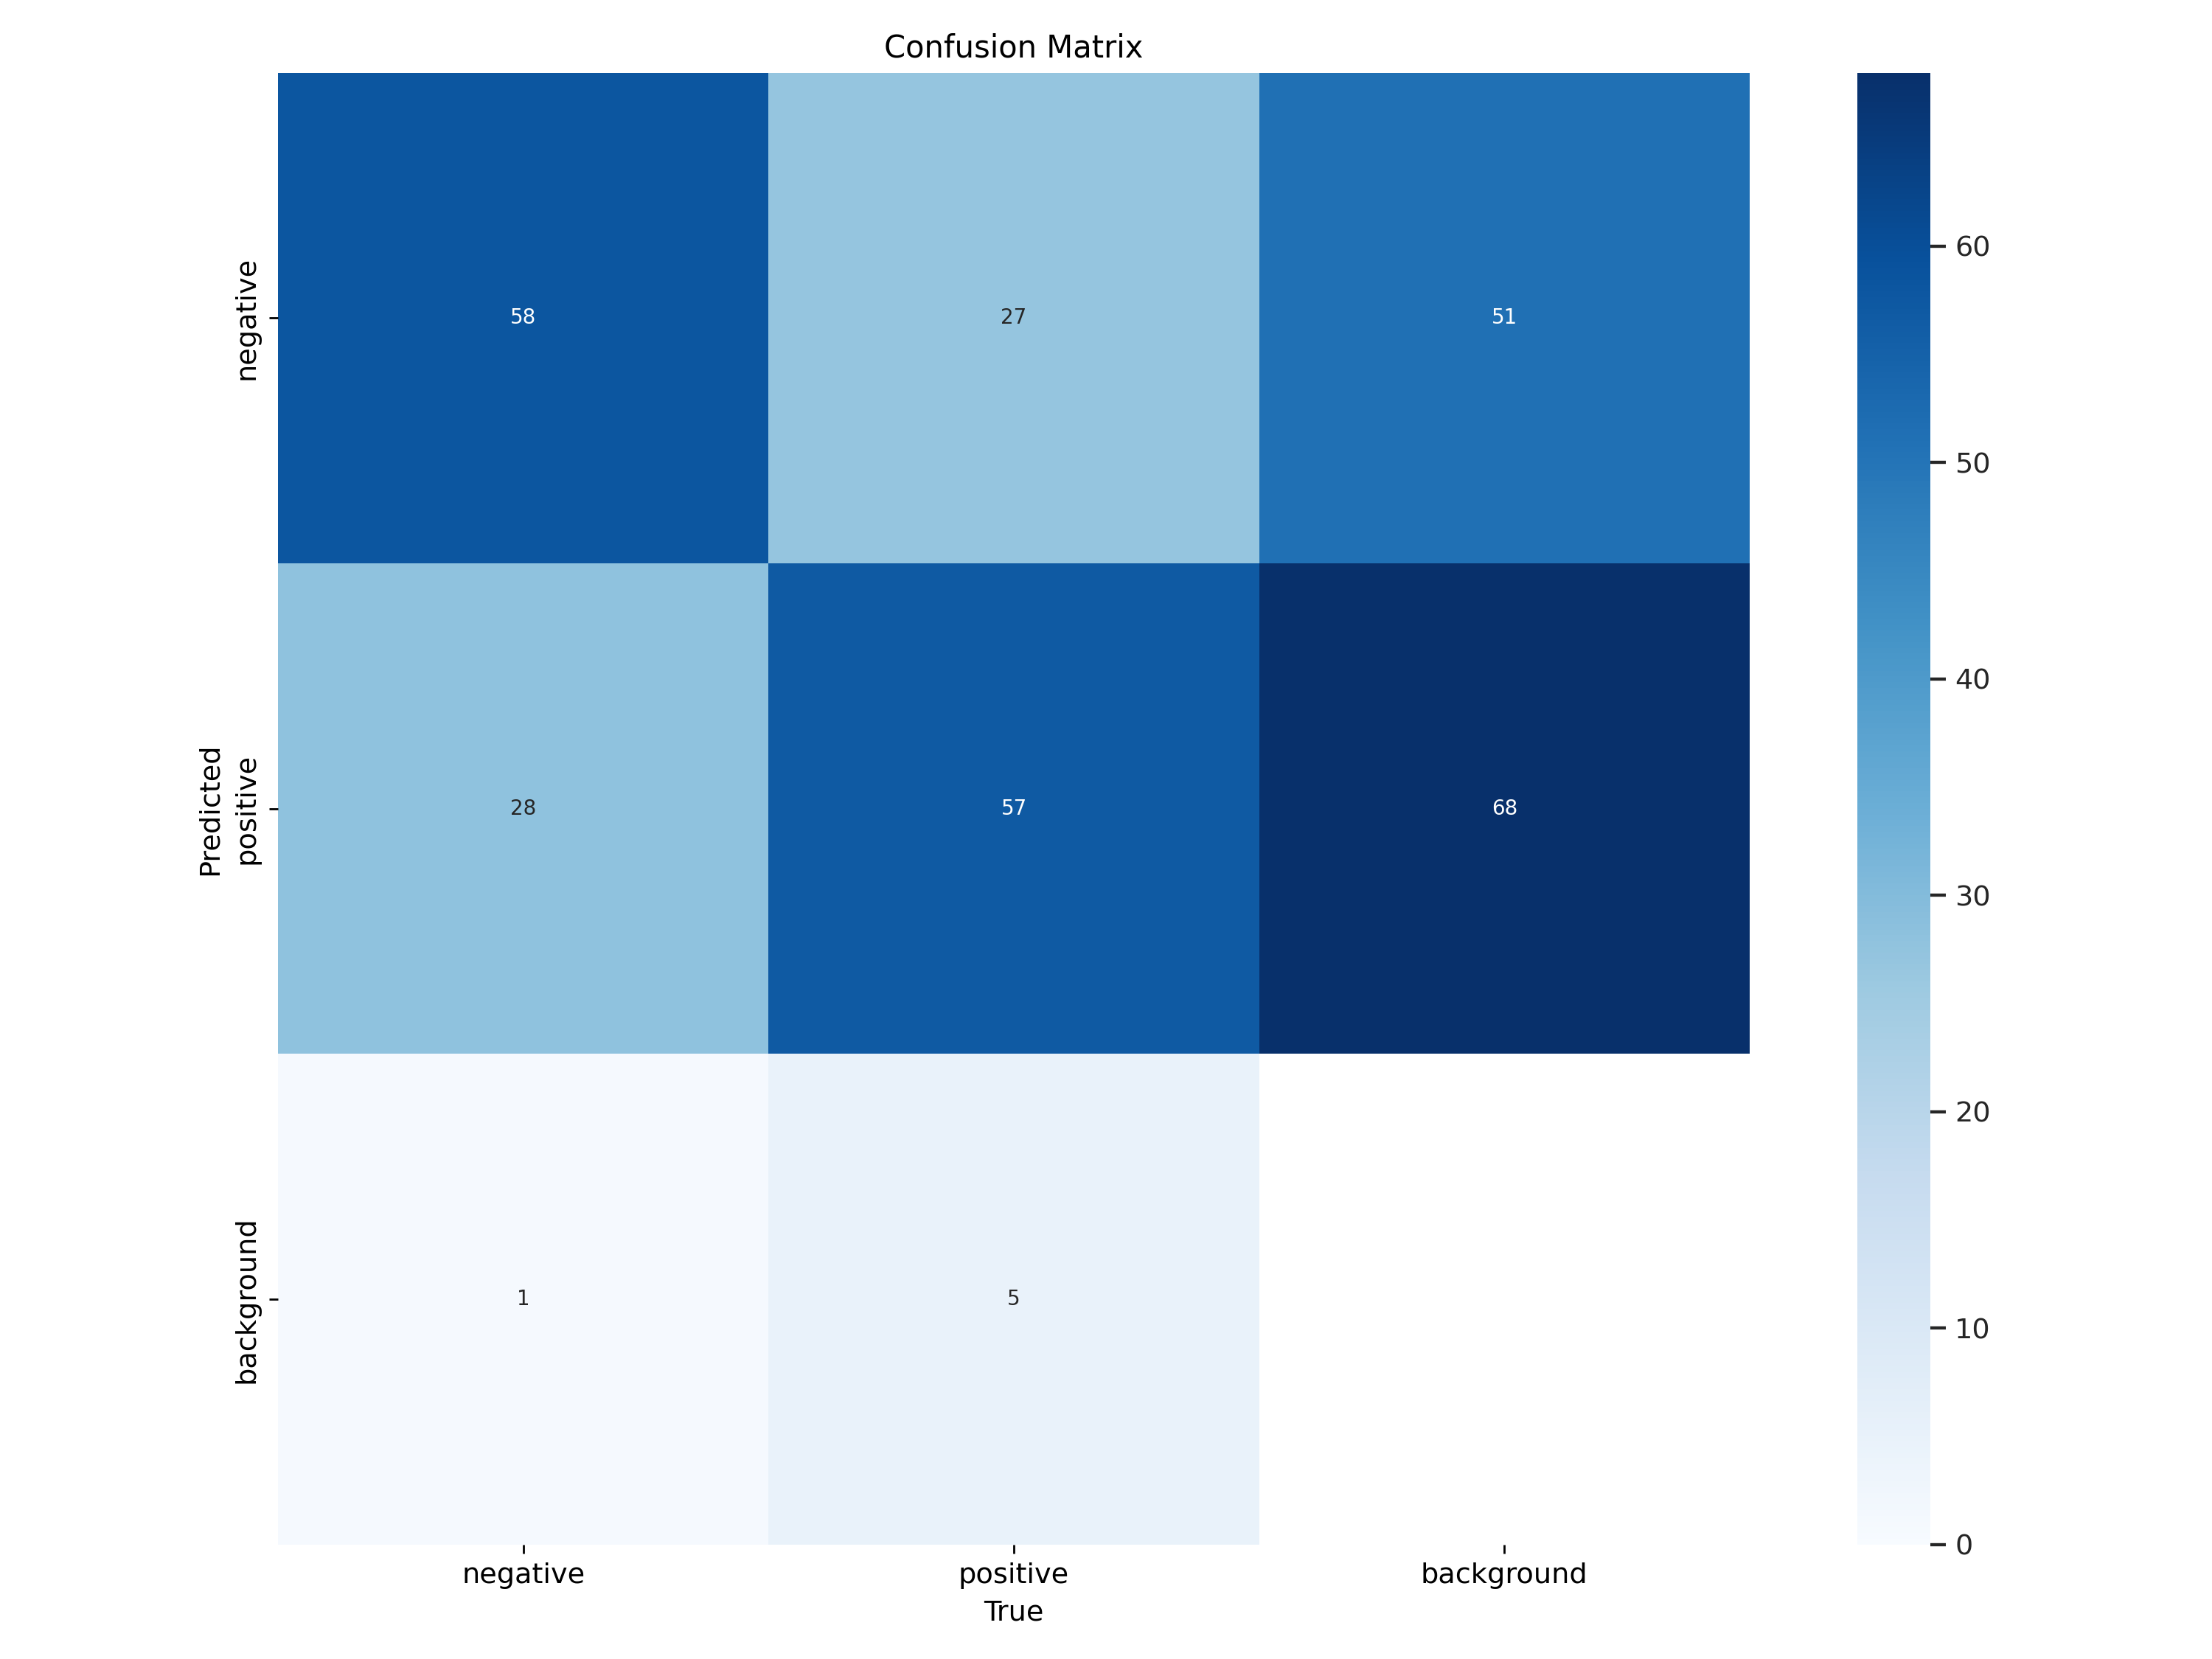 Confusion Matrix
negative
58
27
51
60
50
40
Predicted
positive
28
57
68
30
20
background
1
5
10
0
negative
positive
background
True